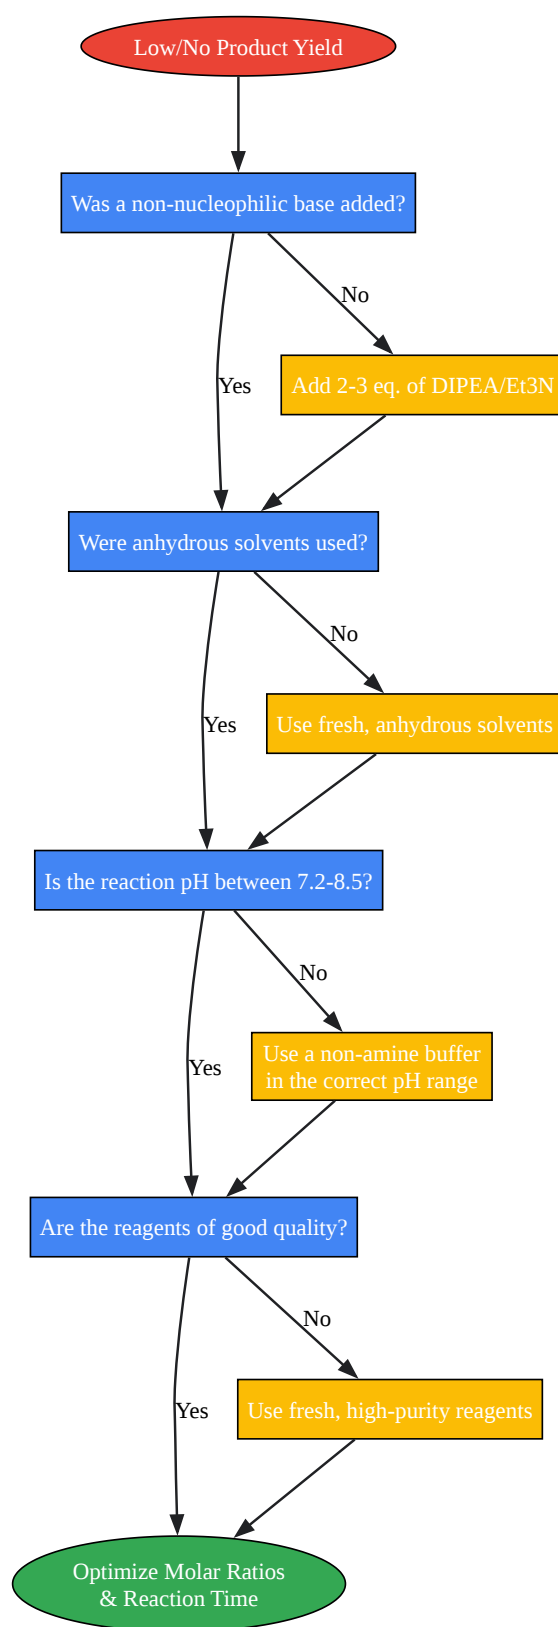 Low/No Product Yield
Was a non-nucleophilic base added?
No
Yes
Add 2-3 eq. of DIPEA/Et3N
Were anhydrous solvents used?
No
Yes
Use fresh, anhydrous solvents
Is the reaction pH between 7.2-8.5?
No
Use a non-amine buffer
in the correct pH range
Yes
Are the reagents of good quality?
No
Yes
Use fresh, high-purity reagents
Optimize Molar Ratios
& Reaction Time